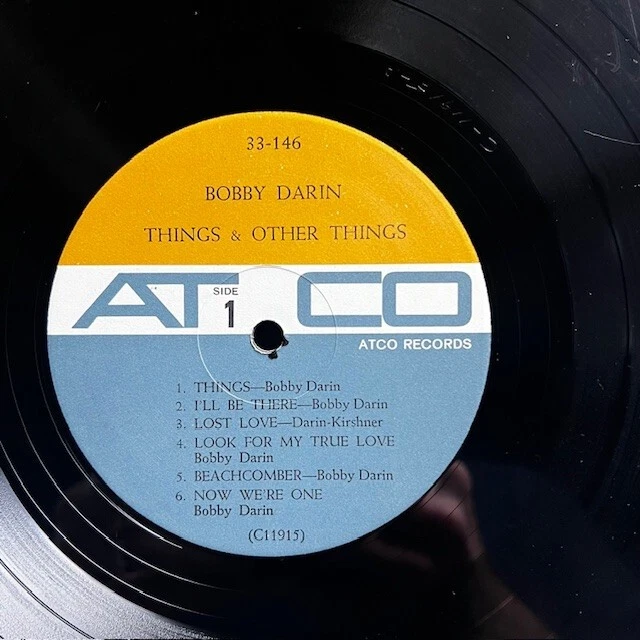 33-146
BOBBY DARIN
THINGS & OTHER THINGS
ATCO
SIDE
1
ATCO RECORDS
1. THINGS—Bobby Darin
2. I'LL BE THERE—Bobby Darin
3. LOST LOVE—Darin-Kirshner
4. LOOK FOR MY TRUE LOVE
Bobby Darin
5. BEACHCOMBER—Bobby Darin
6. NOW WE'RE ONE
Bobby Darin
(C11915)